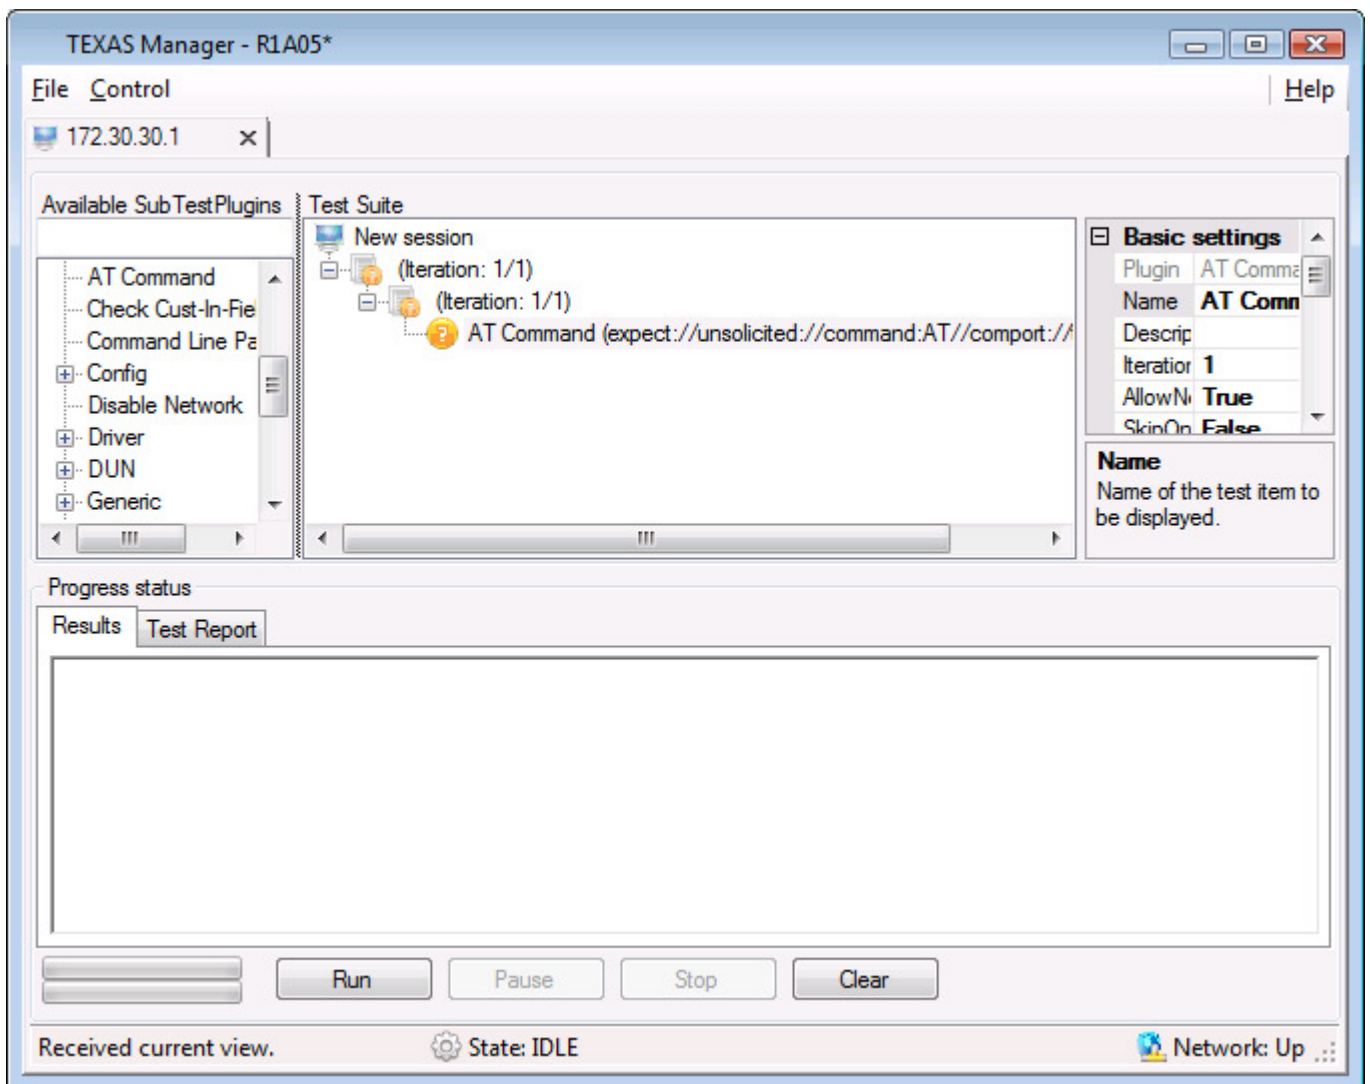 TEXAS Manager - R1A05*
File Control Help
172.30.30.1
Available SubTestPlugins
AT Command
Check Cust-In-Fie
Command Line Pa
Config
Disable Network
Driver
DUN
Generic
Test Suite
New session
(Iteration: 1/1)
(Iteration: 1/1)
AT Command (expect://unsolicited://command:AT//comport://
Basic settings
Plugin AT Comma
Name AT Comm
Descrip
Iteration 1
AllowN True
SkipOn False
Name
Name of the test item to
be displayed.
Progress status
Results Test Report
Run Pause Stop Clear
Received current view. State: IDLE Network: Up